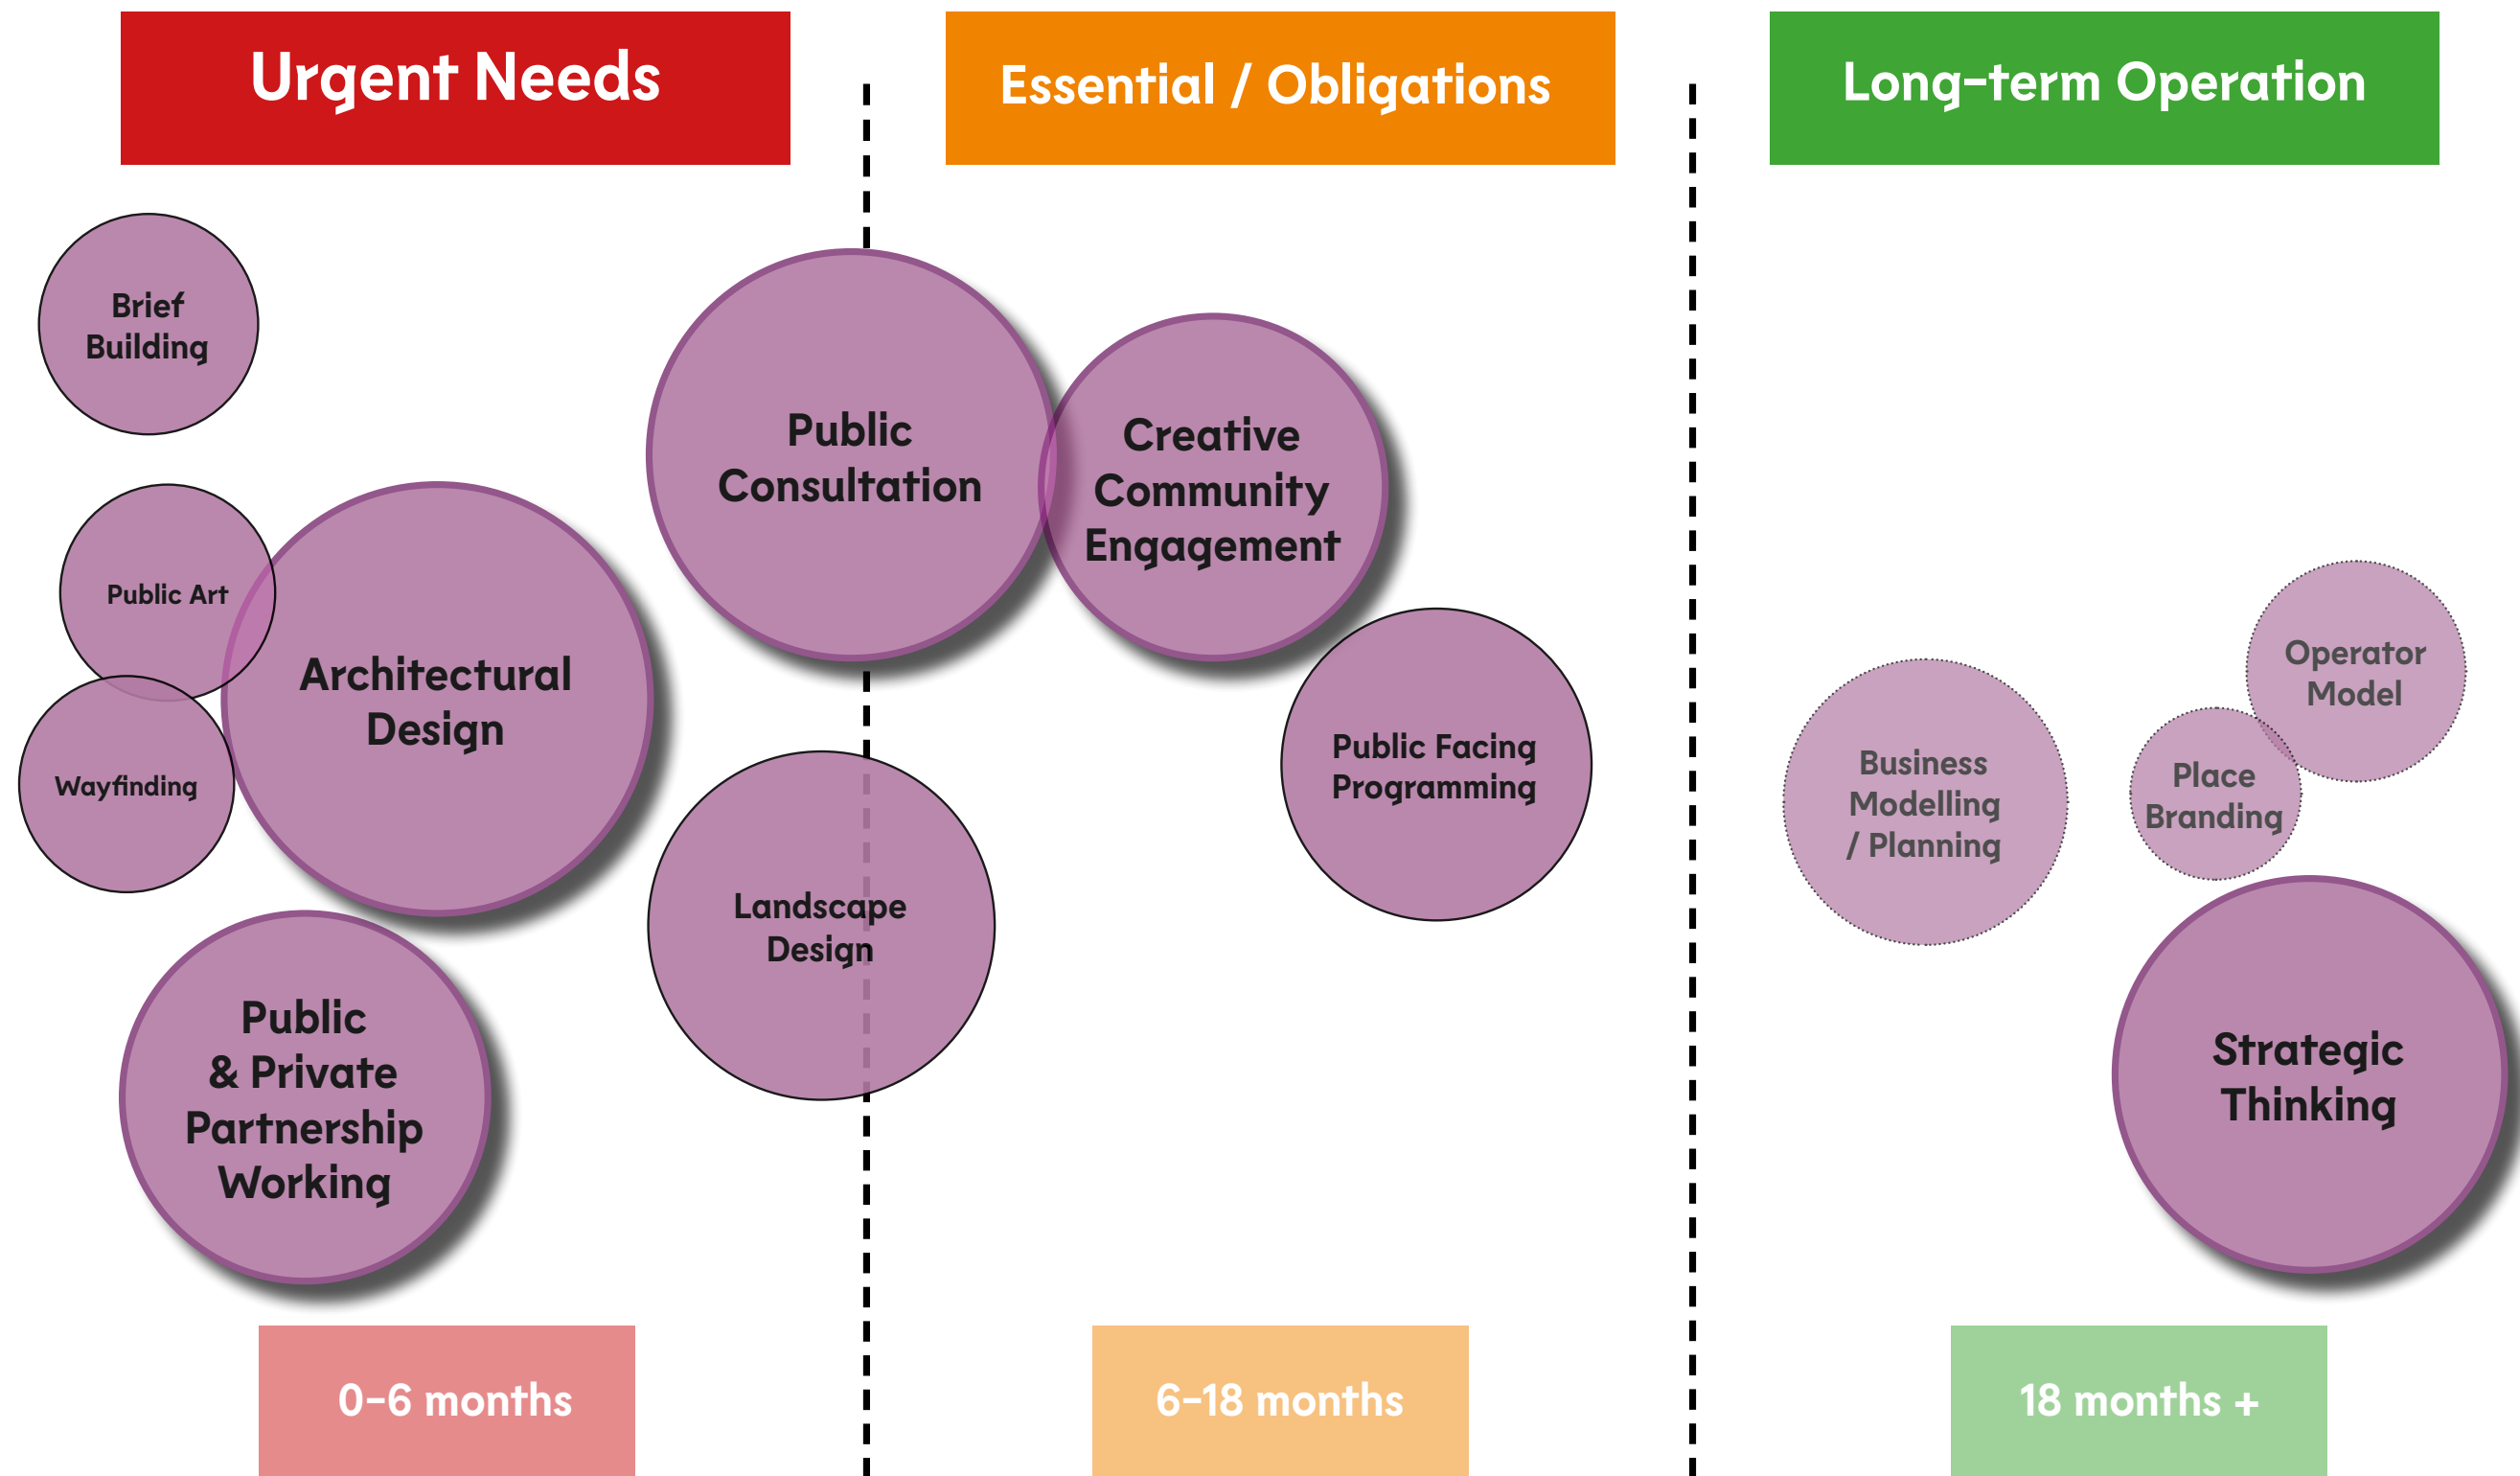 Urgent Needs
Essential / Obligations
Long-term Operation
Brief
Building
Public Art
Wayfinding
Architectural
Design
Public
& Private
Partnership
Working
Public
Consultation
Landscape
Design
Creative
Community
Engagement
Public Facing
Programming
Business
Modelling
/ Planning
Operator
Model
Place
Branding
Strategic
Thinking
0-6 months
6-18 months
18 months +